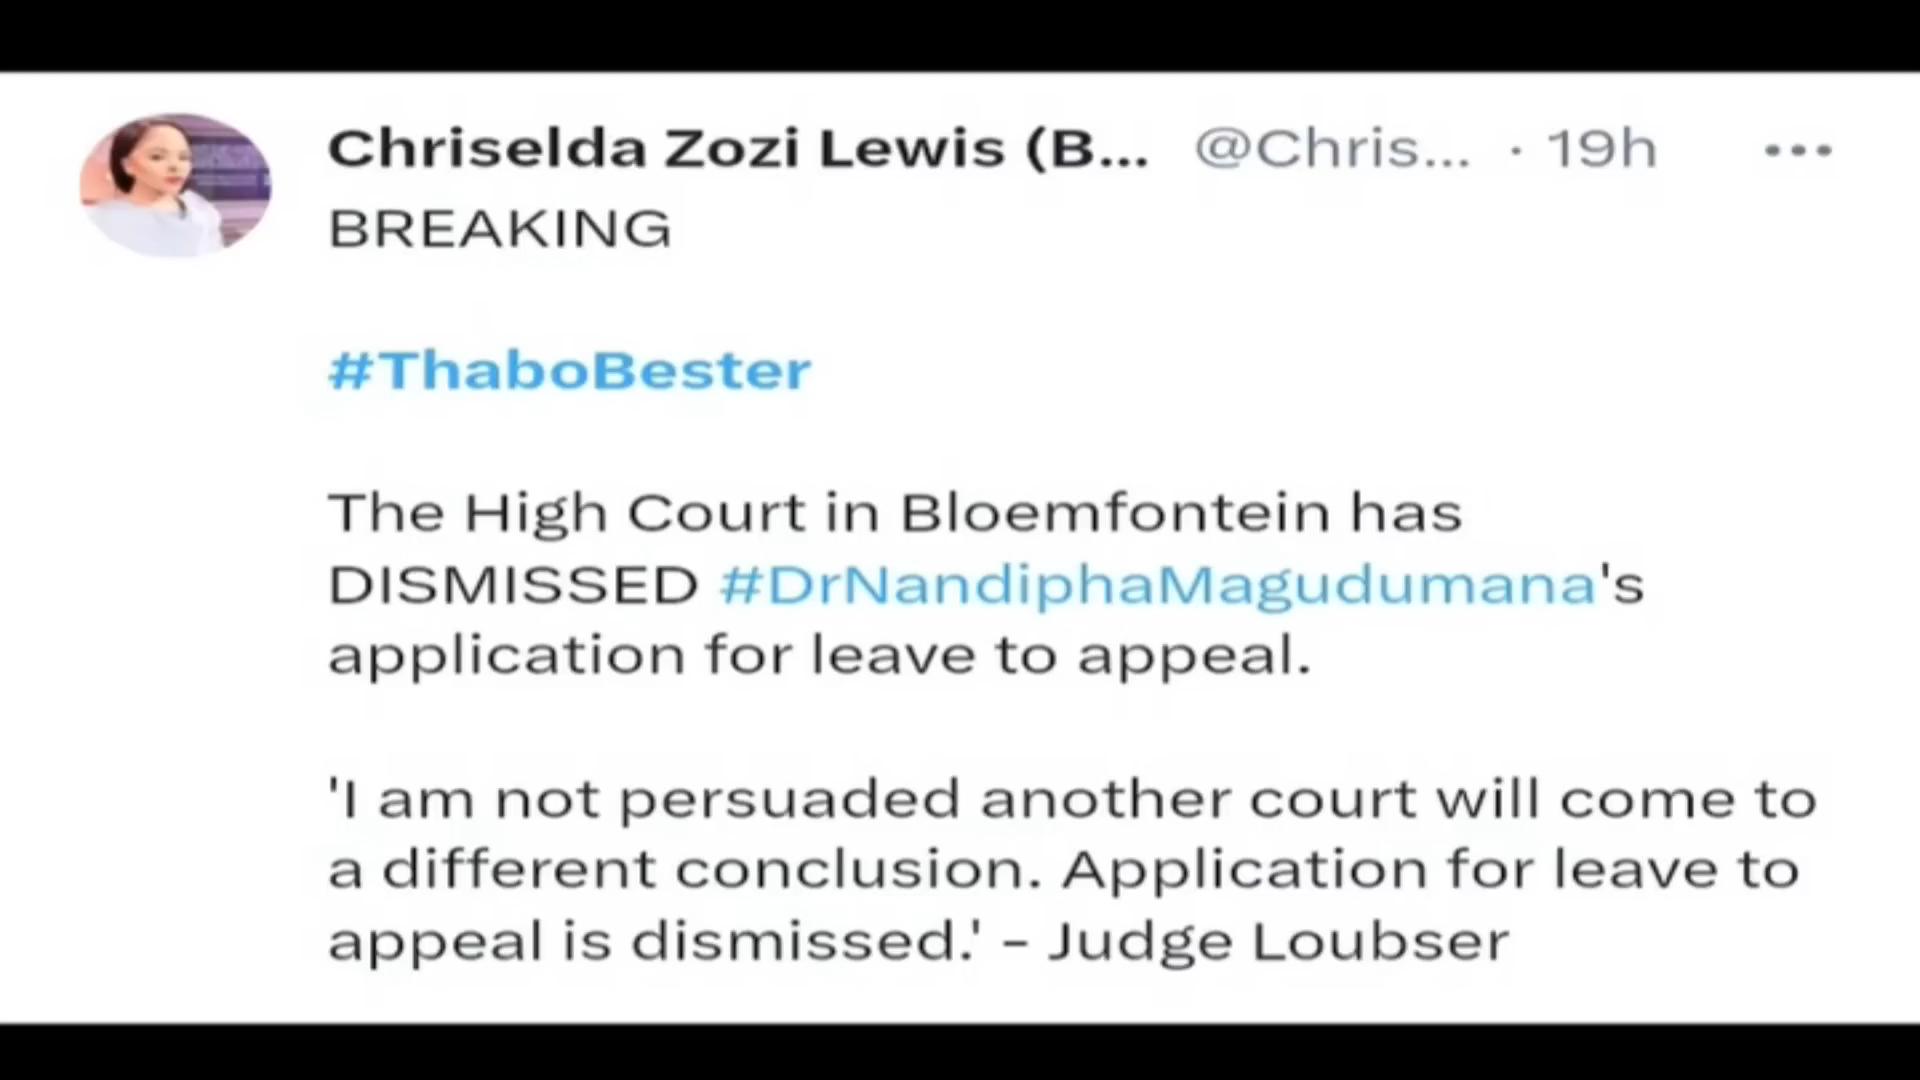 Chriselda Zozi Lewis (B... @Chris... · 19h
BREAKING
#ThaboBester
The High Court in Bloemfontein has
DISMISSED #DrNandiphaMagudumana's
application for leave to appeal.
'I am not persuaded another court will come to
a different conclusion. Application for leave to
appeal is dismissed.' – Judge Loubser